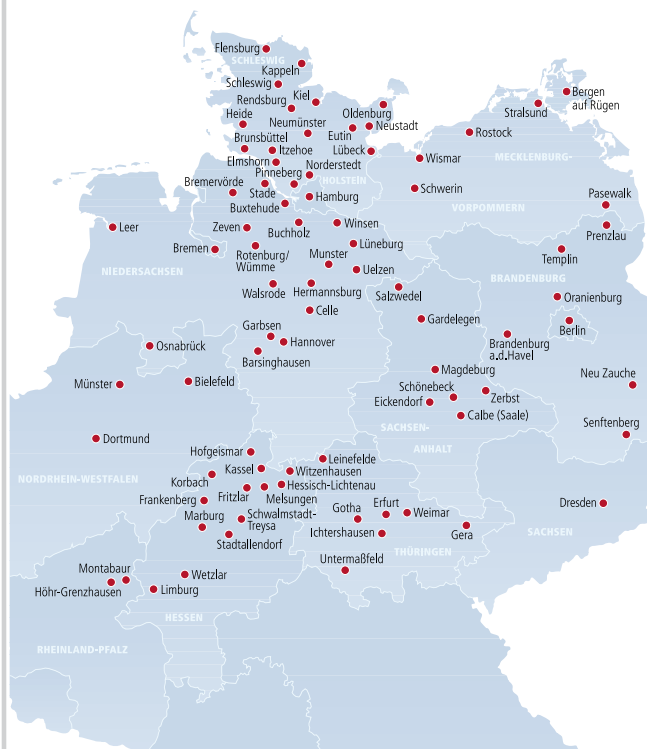 Flensburg
SCHLESWIG
Kappeln
Schleswig
Rendsburg
Kiel
Bergen
auf Rügen
Heide
Oldenburg
Stralsund
Neumünster
Eutin
Neustadt
Rostock
Brunsbüttel
Itzehoe
Lübeck
Wismar
MECKLENBURG-
Elmshorn
Norderstedt
Pinneberg
HOLSTEIN
Bremervörde
Stade
Hamburg
Schwerin
Buxtehude
VORPOMMERN
Pasewalk
Leer
Zeven
Buchholz
Winsen
Prenzlau
Bremen
Rotenburg/
Wümme
Lüneburg
Templin
Munster
Uelzen
NIEDERSACHSEN
BRANDENBURG
Walsrode
Hermannsburg
Salzwedel
Oranienburg
Celle
Gardelegen
Berlin
Garbsen
Hannover
Brandenburg
a.d.Havel
Osnabrück
Barsinghausen
Magdeburg
Neu Zauche
Münster
Bielefeld
Schönebeck
Zerbst
Eickendorf
Calbe (Saale)
SACHSEN-
ANHALT
Senftenberg
Dortmund
Hofgeismar
Leinefelde
Kassel
Witzenhausen
NORDRHEIN-WESTFALEN
Korbach
Hessisch-Lichtenau
Frankenberg
Fritzlar
Melsungen
Gotha
Erfurt
Weimar
Dresden
Marburg
Schwalmstadt-
Treysa
Stadtallendorf
Ichtershausen
Gera
SACHSEN
THÜRINGEN
Untermaßfeld
Montabaur
Wetzlar
Höhr-Grenzhausen
Limburg
HESSEN
RHEINLAND-PFALZ